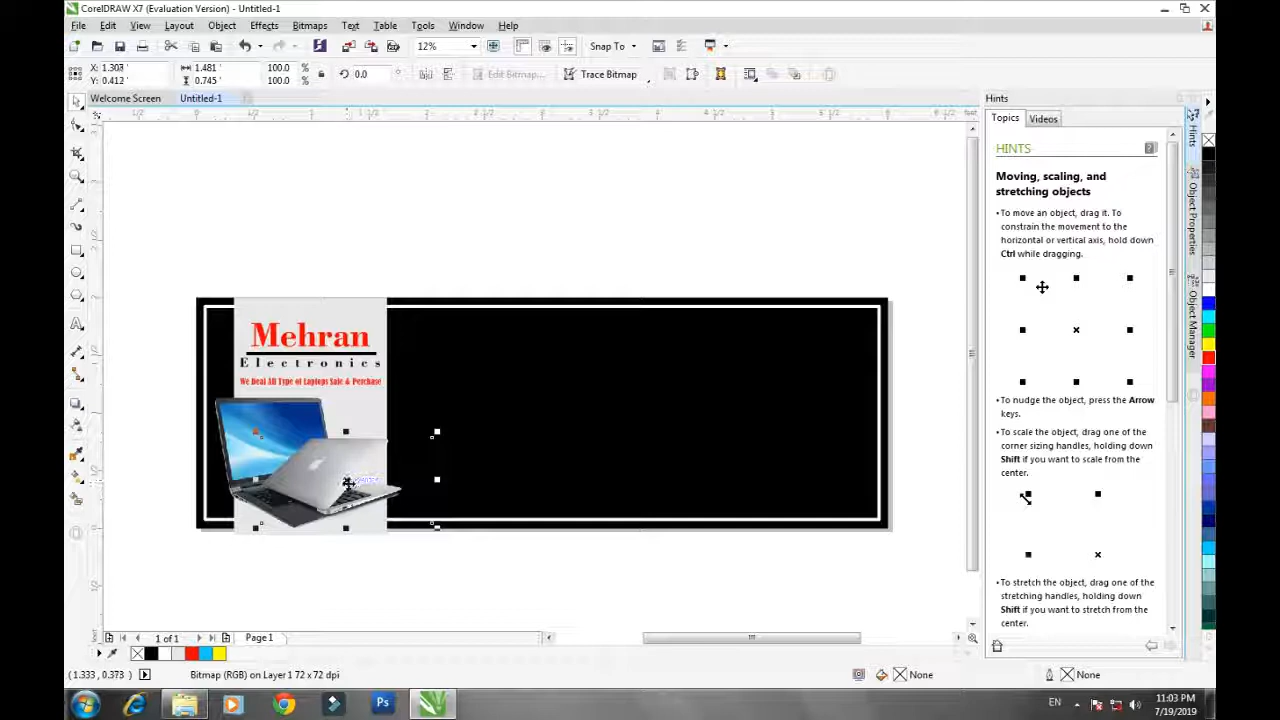 CorelDRAW X7 (Evaluation Version) - Untitled-1
File Edit View Layout Object Effects Bitmaps Text Table Tools Window Help
12% Snap To
X: 1.303 ' 1.481 ' 100.0 %
Y: 0.412 ' 0.745 ' 100.0 %
0.0 °
Edit Bitmap... Trace Bitmap
Welcome Screen Untitled-1
Hints
Topics Videos
HINTS
Moving, scaling, and
stretching objects
• To move an object, drag it. To
constrain the movement to the
horizontal or vertical axis, hold down
Ctrl while dragging.
• To nudge the object, press the Arrow
keys.
• To scale the object, drag one of the
corner sizing handles, holding down
Shift if you want to scale from the
center.
• To stretch the object, drag one of the
stretching handles, holding down
Shift if you want to stretch from the
center.
Hints
Object Properties
Object Manager
Mehran
Electronics
We Deal All Type of Laptops Sale & Purchase
1 of 1
Page 1
(1.333, 0.373) Bitmap (RGB) on Layer 1 72 x 72 dpi None None
Ps
EN
11:03 PM
7/19/2019